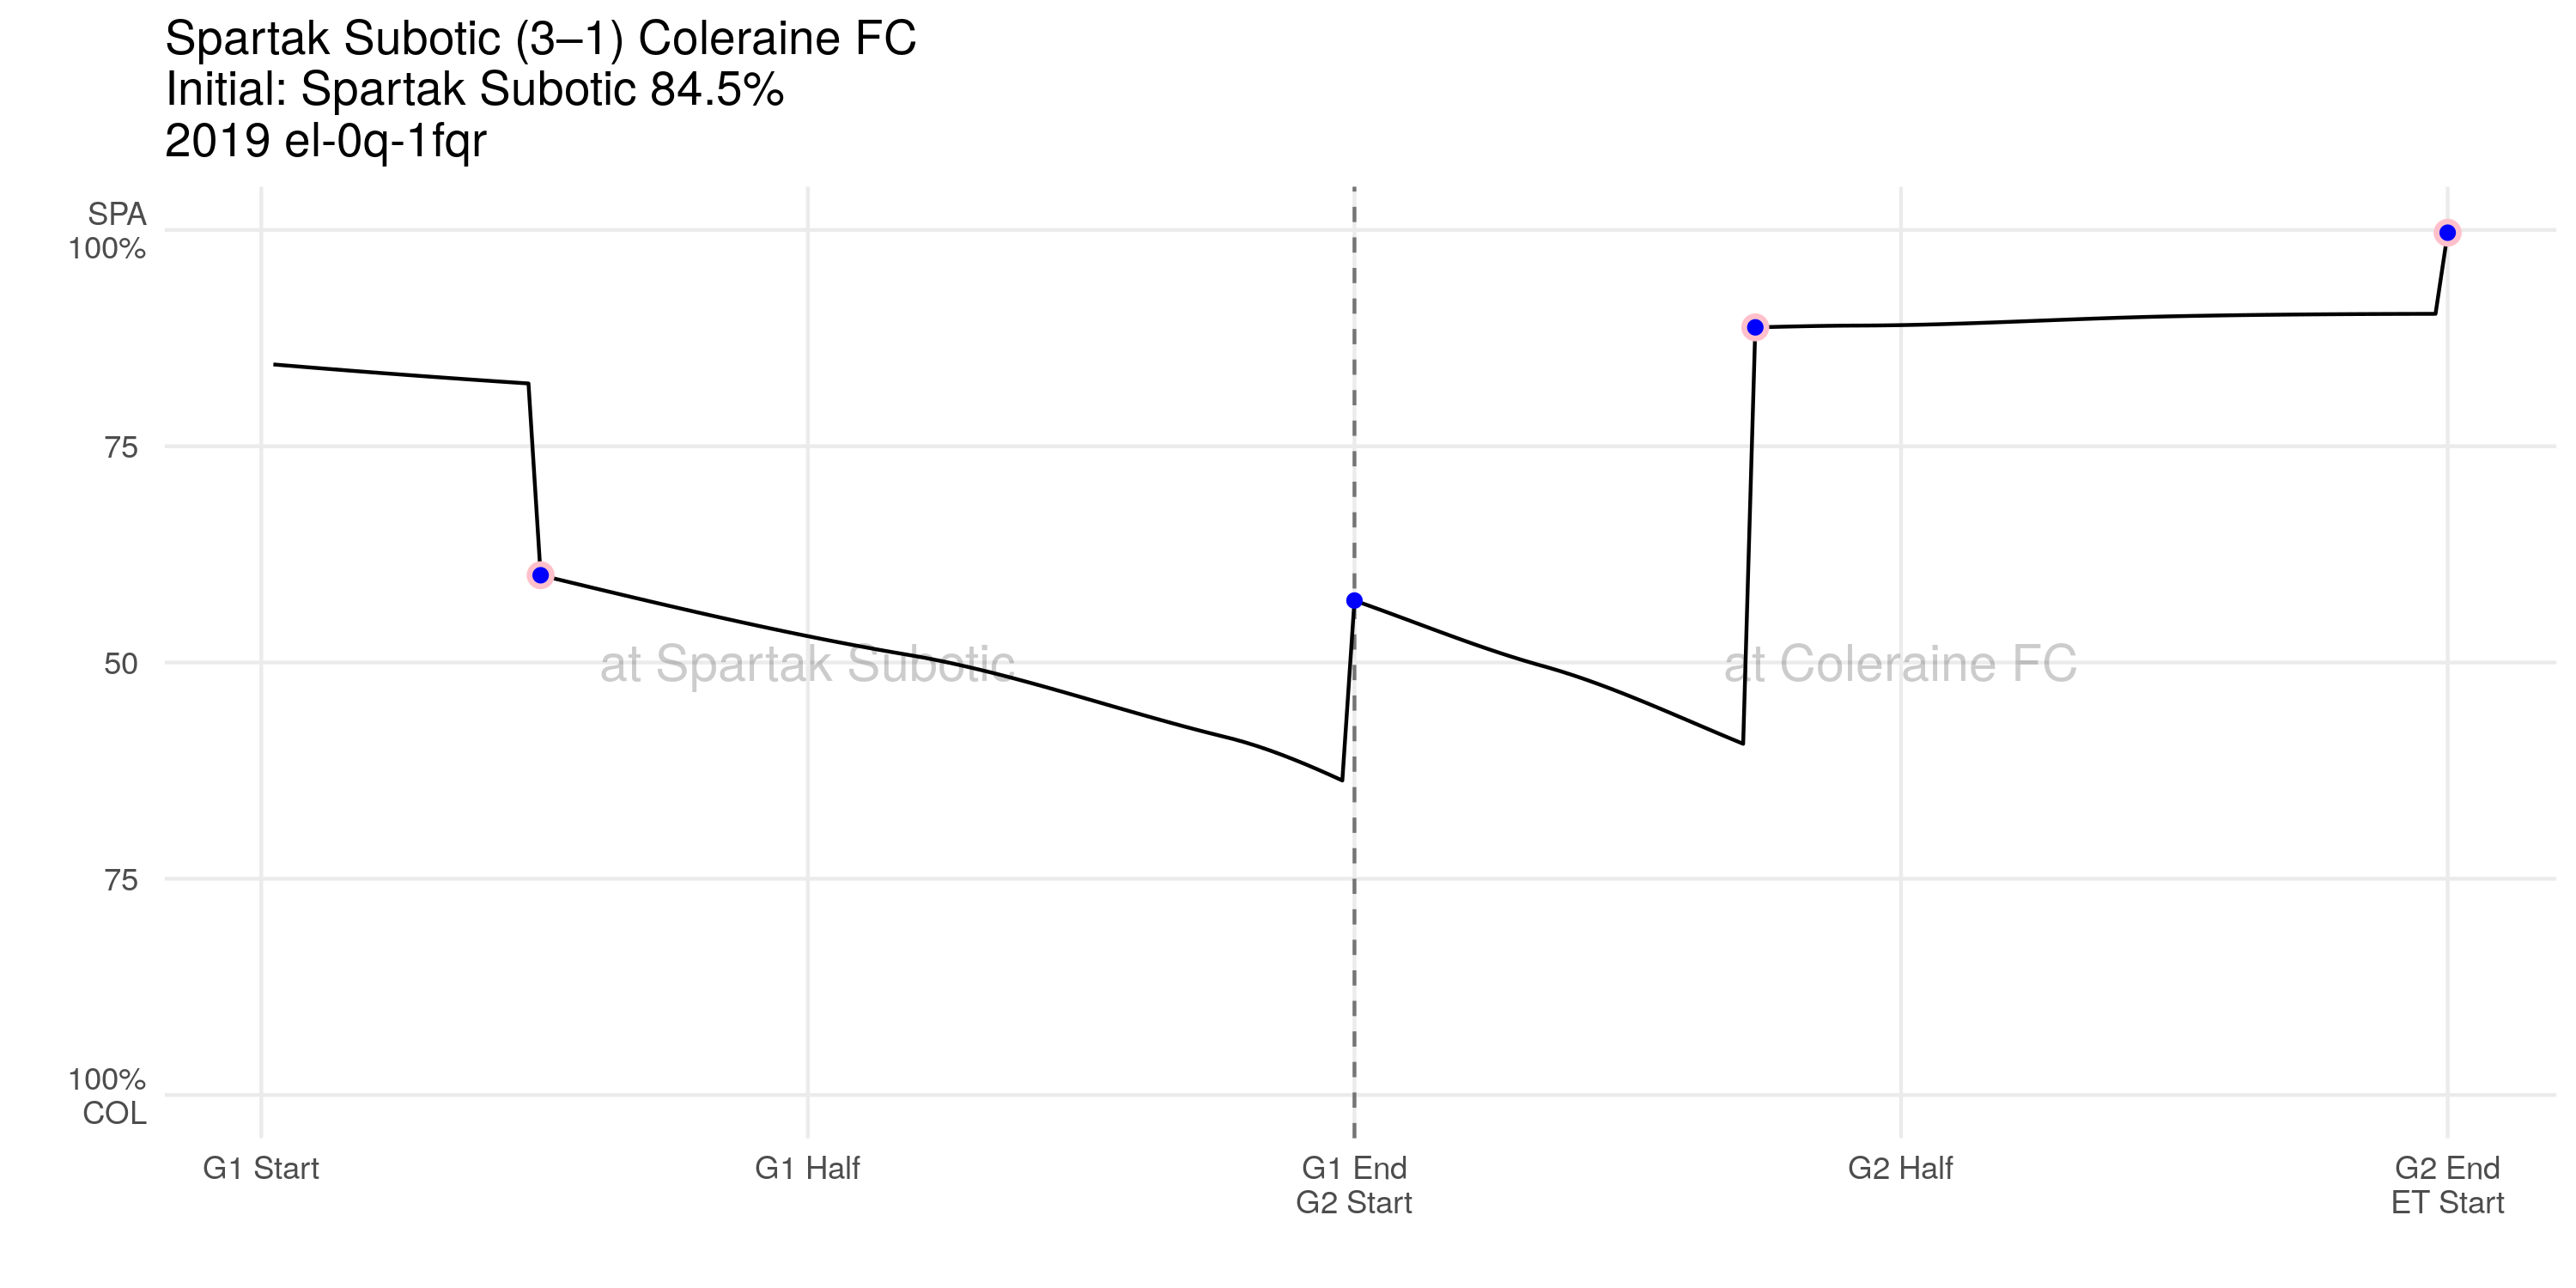 Spartak Subotic (3–1) Coleraine FC
Initial: Spartak Subotic 84.5%
2019 el-0q-1fqr
SPA
100%
75
50
75
100%
COL
at Spartak Subotic
at Coleraine FC
G1 Start
G1 Half
G1 End
G2 Start
G2 Half
G2 End
ET Start